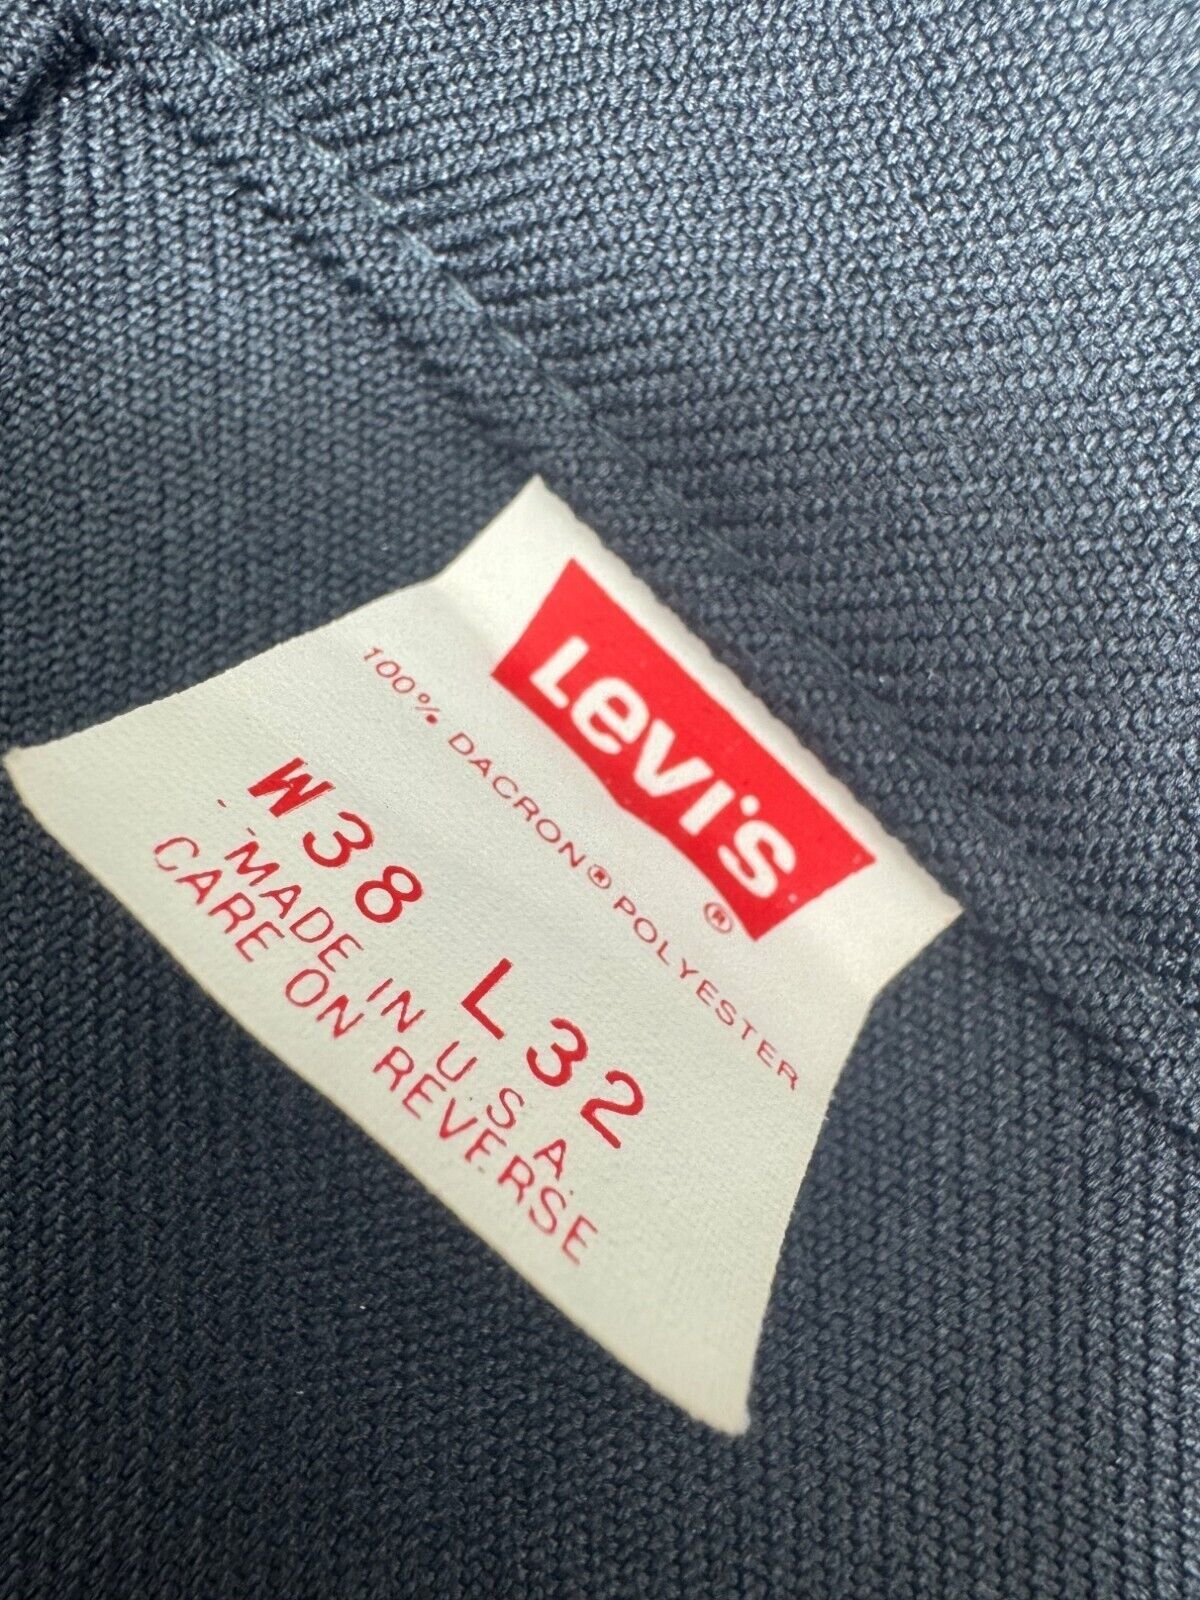 Levi's
®
100% DACRON® POLYESTER
W38 L32
MADE IN U S A.
CARE ON REVERSE